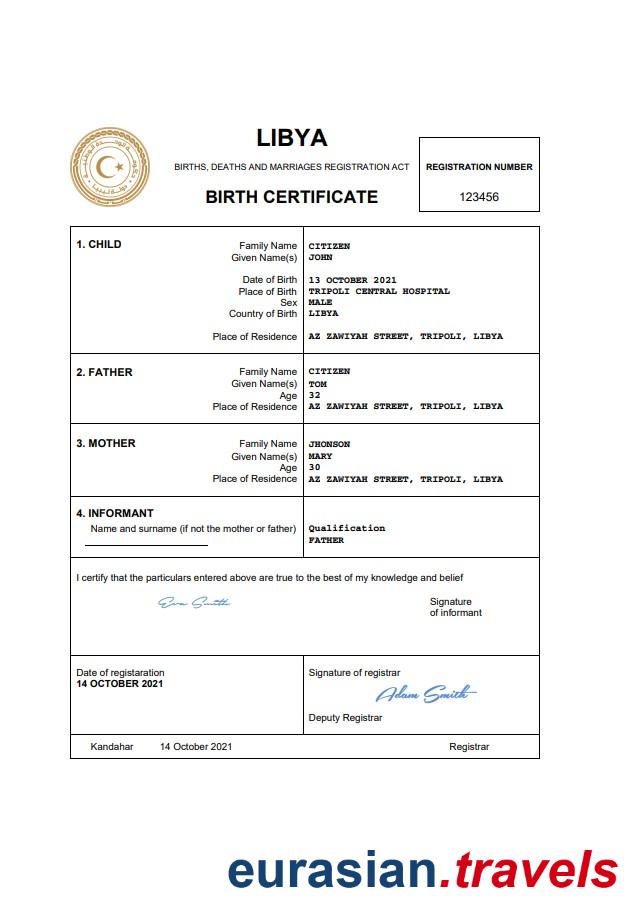 LIBYA
BIRTHS, DEATHS AND MARRIAGES REGISTRATION ACT
BIRTH CERTIFICATE
REGISTRATION NUMBER
123456
1. CHILD
Family Name CITIZEN
Given Name(s) JOHN
Date of Birth 13 OCTOBER 2021
Place of Birth TRIPOLI CENTRAL HOSPITAL
Sex MALE
Country of Birth LIBYA
Place of Residence AZ ZAWIYAH STREET, TRIPOLI, LIBYA
2. FATHER
Family Name CITIZEN
Given Name(s) TOM
Age 32
Place of Residence AZ ZAWIYAH STREET, TRIPOLI, LIBYA
3. MOTHER
Family Name JHONSON
Given Name(s) MARY
Age 30
Place of Residence AZ ZAWIYAH STREET, TRIPOLI, LIBYA
4. INFORMANT
Name and surname (if not the mother or father) Qualification
FATHER
I certify that the particulars entered above are true to the best of my knowledge and belief
Eva Smith
Signature
of informant
Date of registaration
14 OCTOBER 2021
Signature of registrar
Adam Smith
Deputy Registrar
Kandahar 14 October 2021 Registrar
eurasian.travels